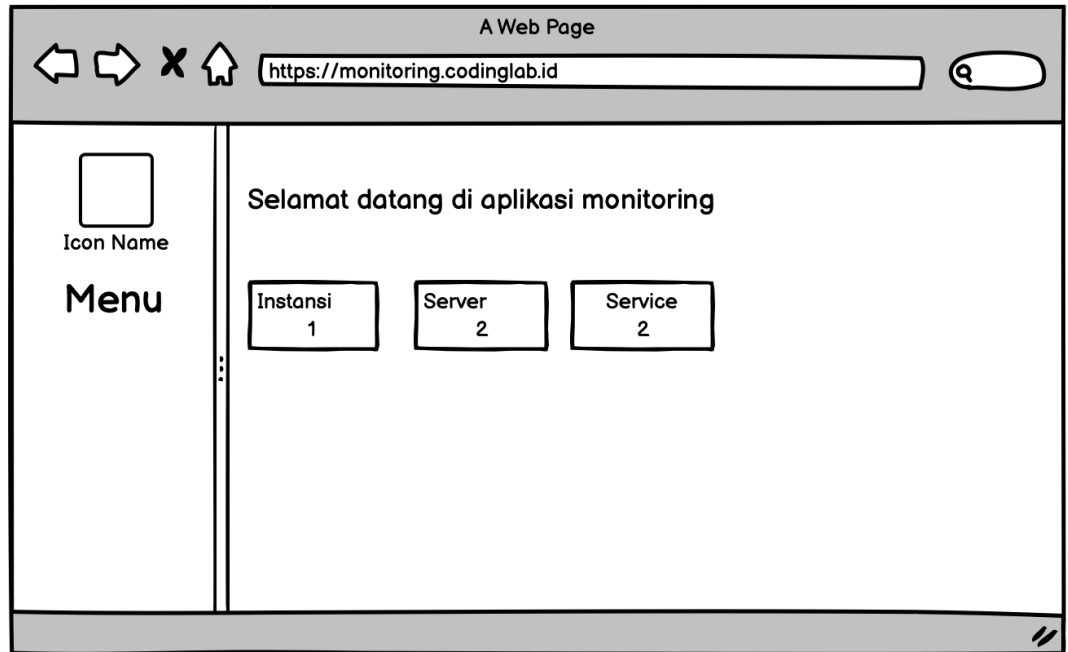 A Web Page
https://monitoring.codinglab.id
Icon Name
Menu
Selamat datang di aplikasi monitoring
Instansi
1
Server
2
Service
2